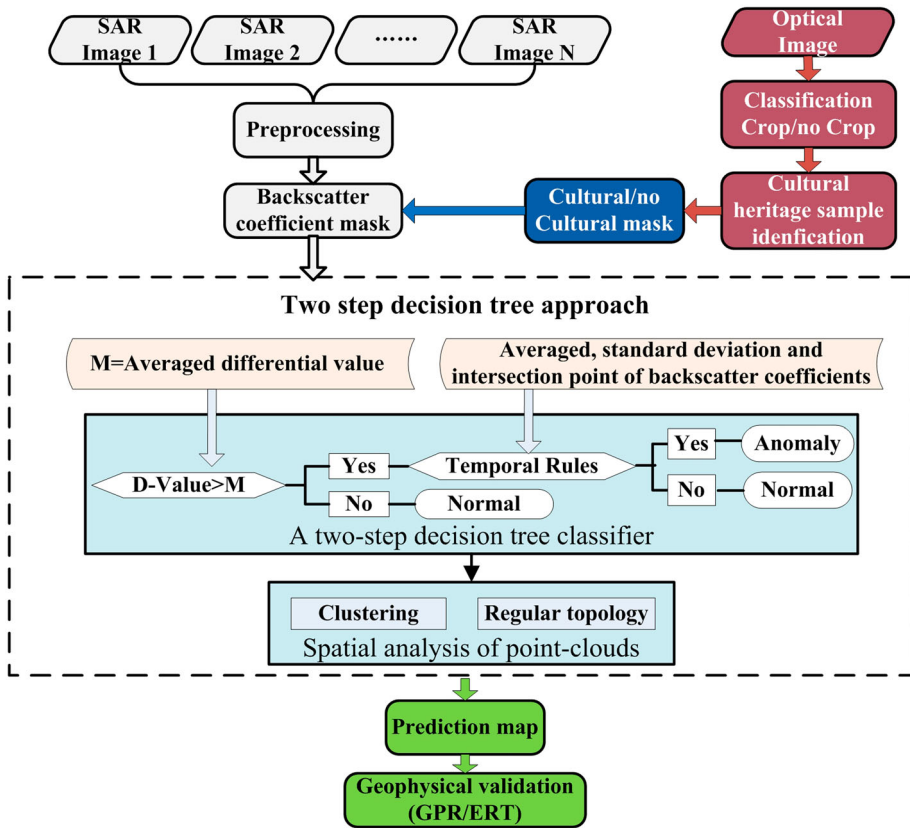 SAR
Image 1
SAR
Image 2
......
SAR
Image N
Optical
Image
Preprocessing
Classification
Crop/no Crop
Backscatter
coefficient mask
Cultural/no
Cultural mask
Cultural
heritage sample
idenfication
Two step decision tree approach
M=Averaged differential value
Averaged, standard deviation and
intersection point of backscatter coefficients
D-Value>M
Yes
No
Normal
Temporal Rules
Yes
Anomaly
No
Normal
A two-step decision tree classifier
Clustering
Regular topology
Spatial analysis of point-clouds
Prediction map
Geophysical validation
(GPR/ERT)